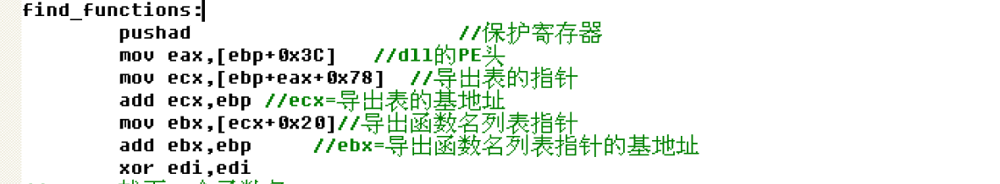 find_functions:
pushad //保护寄存器
mov eax,[ebp+0x3C] //dll的PE头
mov ecx,[ebp+eax+0x78] //导出表的指针
add ecx,ebp //ecx=导出表的基地址
mov ebx,[ecx+0x20]//导出函数名列表指针
add ebx,ebp //ebx=导出函数名列表指针的基地址
xor edi,edi